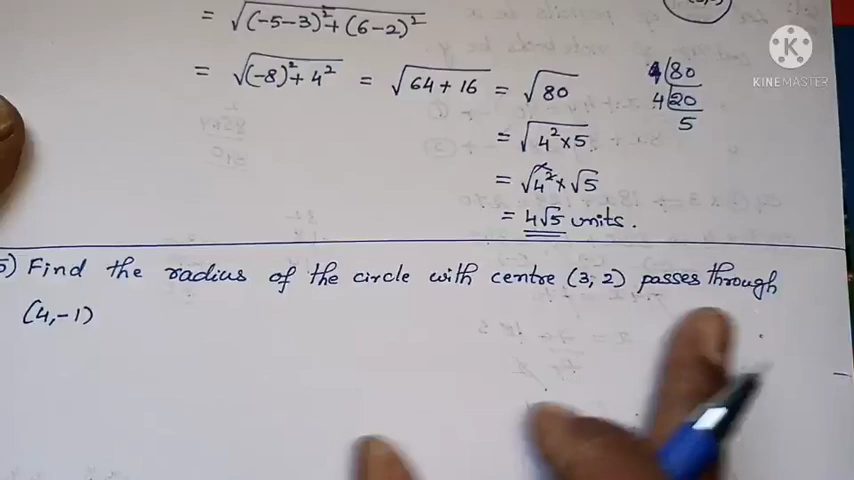 = √(-5-3)²+(6-2)²
= √(-8)²+4² = √64+16 = √80
4 80
4 20
5
= √4²×5
= √4²×√5
= 4√5 units.
5) Find the radius of the circle with centre (3,2) passes through
(4,-1)
K
KINEMASTER